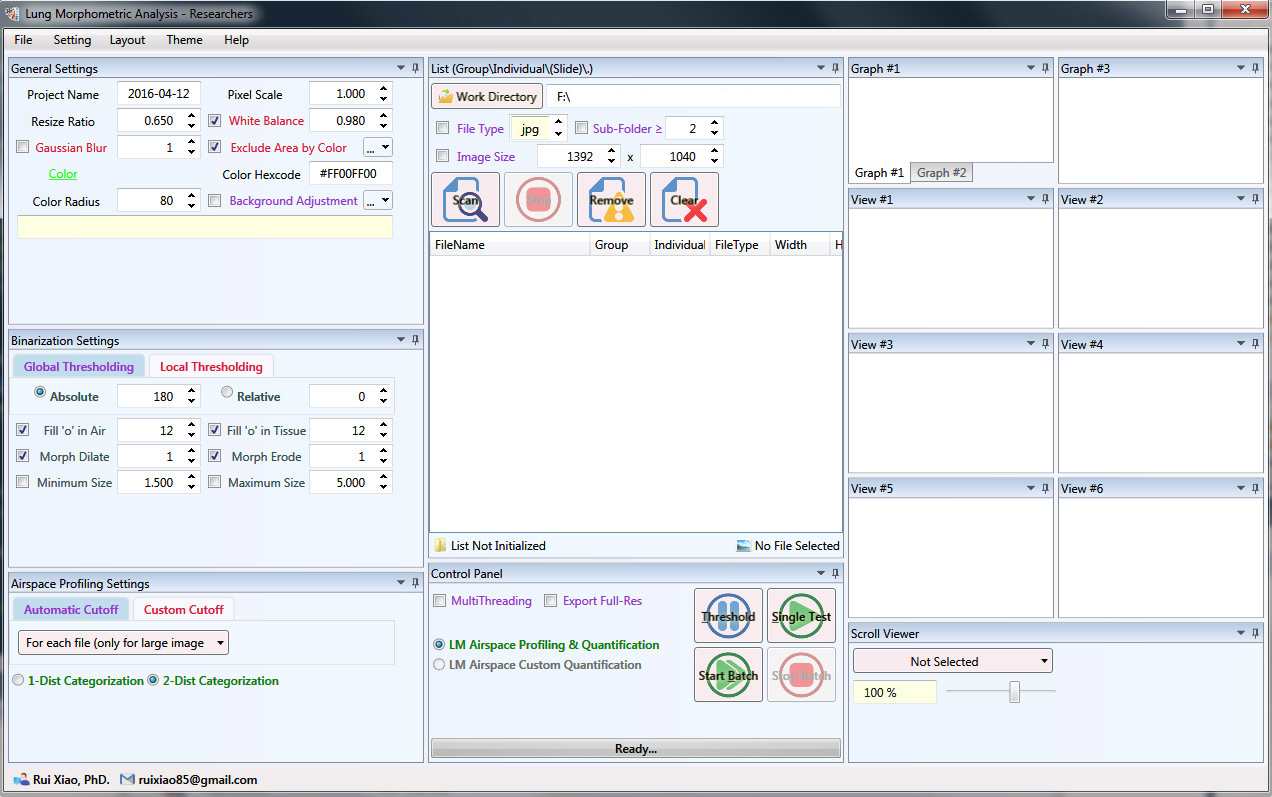 Lung Morphometric Analysis - Researchers
File Setting Layout Theme Help
General Settings
Project Name 2016-04-12 Pixel Scale 1.000
Resize Ratio 0.650 White Balance 0.980
Gaussian Blur 1 Exclude Area by Color ...
Color Color Hexcode #FF00FF00
Color Radius 80 Background Adjustment ...
Binarization Settings
Global Thresholding Local Thresholding
Absolute 180 Relative 0
Fill 'o' in Air 12 Fill 'o' in Tissue 12
Morph Dilate 1 Morph Erode 1
Minimum Size 1.500 Maximum Size 5.000
Airspace Profiling Settings
Automatic Cutoff Custom Cutoff
For each file (only for large image
1-Dist Categorization 2-Dist Categorization
List (Group\Individual\(Slide)\.)
Work Directory F:\
File Type jpg Sub-Folder ≥ 2
Image Size 1392 x 1040
Scan Stop Remove Clear
FileName Group Individual FileType Width H
List Not Initialized No File Selected
Control Panel
MultiThreading Export Full-Res
LM Airspace Profiling & Quantification
LM Airspace Custom Quantification
Threshold Single Test
Start Batch Stop Batch
Ready...
Graph #1 Graph #3
Graph #1 Graph #2
View #1 View #2
View #3 View #4
View #5 View #6
Scroll Viewer
Not Selected
100 %
Rui Xiao, PhD. ruixiao85@gmail.com